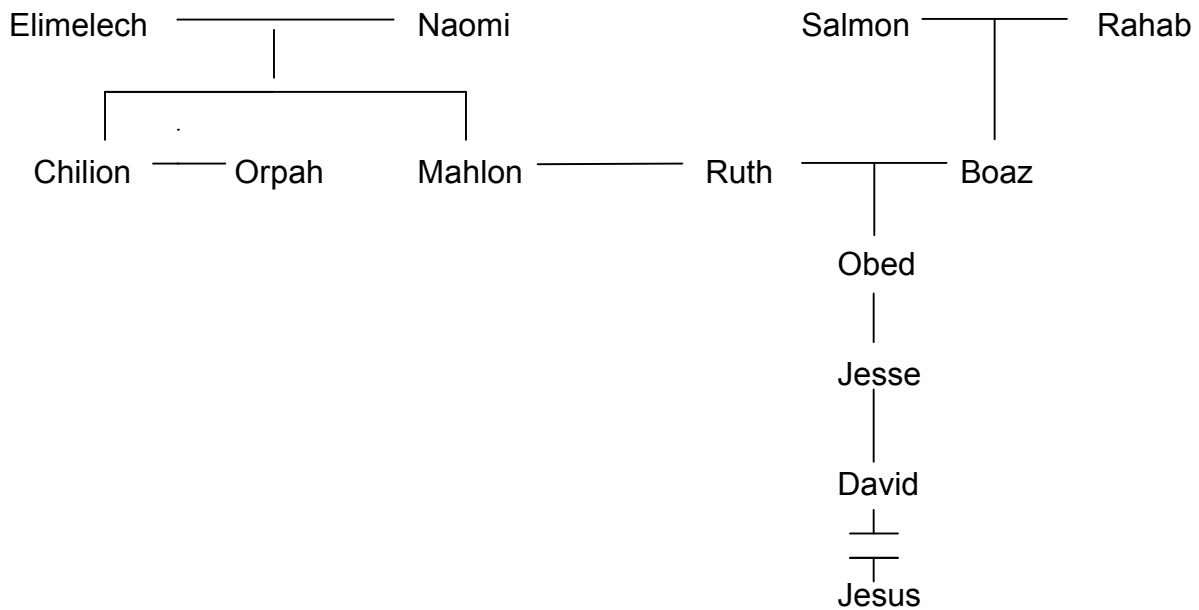 Elimelech Naomi Salmon Rahab
Chilion Orpah Mahlon Ruth Boaz
Obed
Jesse
David
Jesus